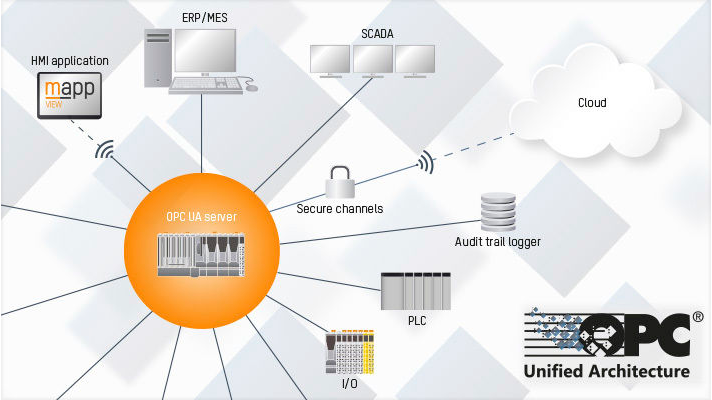 ERP/MES
SCADA
HMI application
mapp
VIEW
Cloud
OPC UA server
Secure channels
Audit trail logger
PLC
I/O
OPC®
Unified Architecture